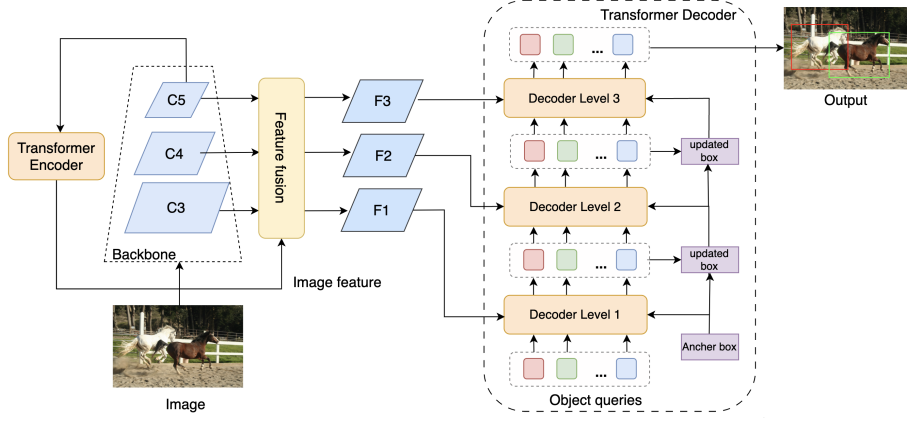 Transformer Decoder
C5
Transformer
Encoder
C4
C3
Backbone
Feature fusion
F3
F2
F1
Image feature
Image
Decoder Level 3
...
updated
box
...
Decoder Level 2
updated
box
...
Decoder Level 1
Ancher box
...
Object queries
Output